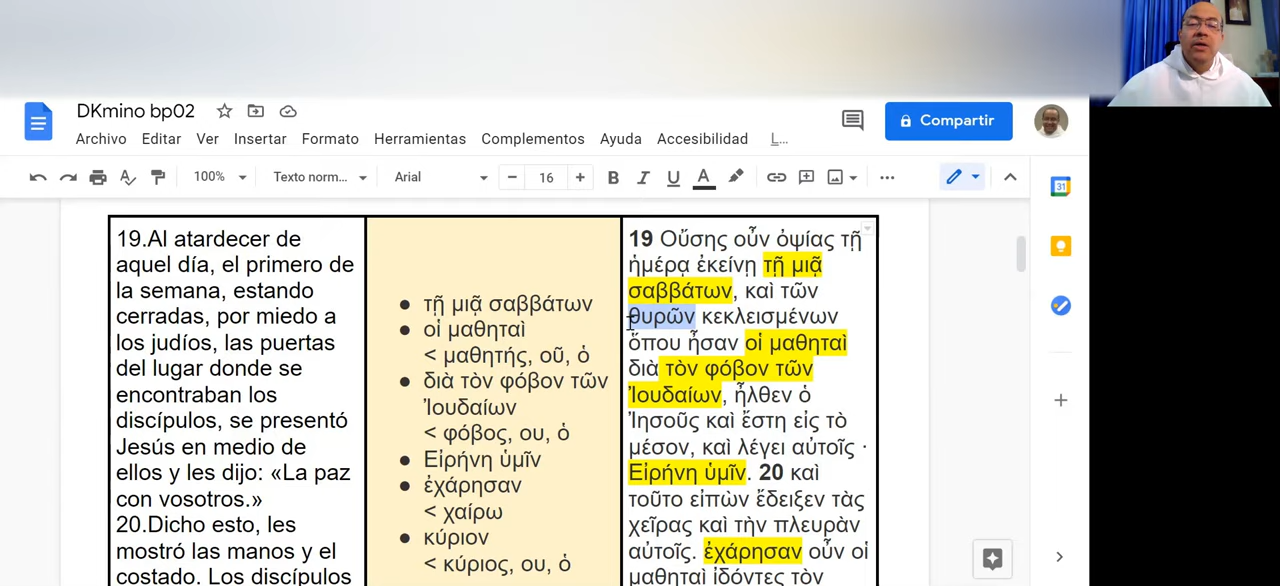 DKmino bp02
Archivo Editar Ver Insertar Formato Herramientas Complementos Ayuda Accesibilidad L...
Compartir
100% Texto norm... Arial − 16 + B I U A
31
19.Al atardecer de
aquel día, el primero de
la semana, estando
cerradas, por miedo a
los judíos, las puertas
del lugar donde se
encontraban los
discípulos, se presentó
Jesús en medio de
ellos y les dijo: «La paz
con vosotros.»
20.Dicho esto, les
mostró las manos y el
costado. Los discípulos
● τῇ μιᾷ σαββάτων
● οἱ μαθηταὶ
< μαθητής, οῦ, ὁ
● διὰ τὸν φόβον τῶν
Ἰουδαίων
< φόβος, ου, ὁ
● Εἰρήνη ὑμῖν
● ἐχάρησαν
< χαίρω
● κύριον
< κύριος, ου, ὁ
19 Οὔσης οὖν ὀψίας τῇ
ἡμέρᾳ ἐκείνῃ τῇ μιᾷ
σαββάτων, καὶ τῶν
θυρῶν κεκλεισμένων
ὅπου ἦσαν οἱ μαθηταὶ
διὰ τὸν φόβον τῶν
Ἰουδαίων, ἦλθεν ὁ
Ἰησοῦς καὶ ἔστη εἰς τὸ
μέσον, καὶ λέγει αὐτοῖς ·
Εἰρήνη ὑμῖν. 20 καὶ
τοῦτο εἰπὼν ἔδειξεν τὰς
χεῖρας καὶ τὴν πλευρὰν
αὐτοῖς. ἐχάρησαν οὖν οἱ
μαθηταὶ ἰδόντες τὸν